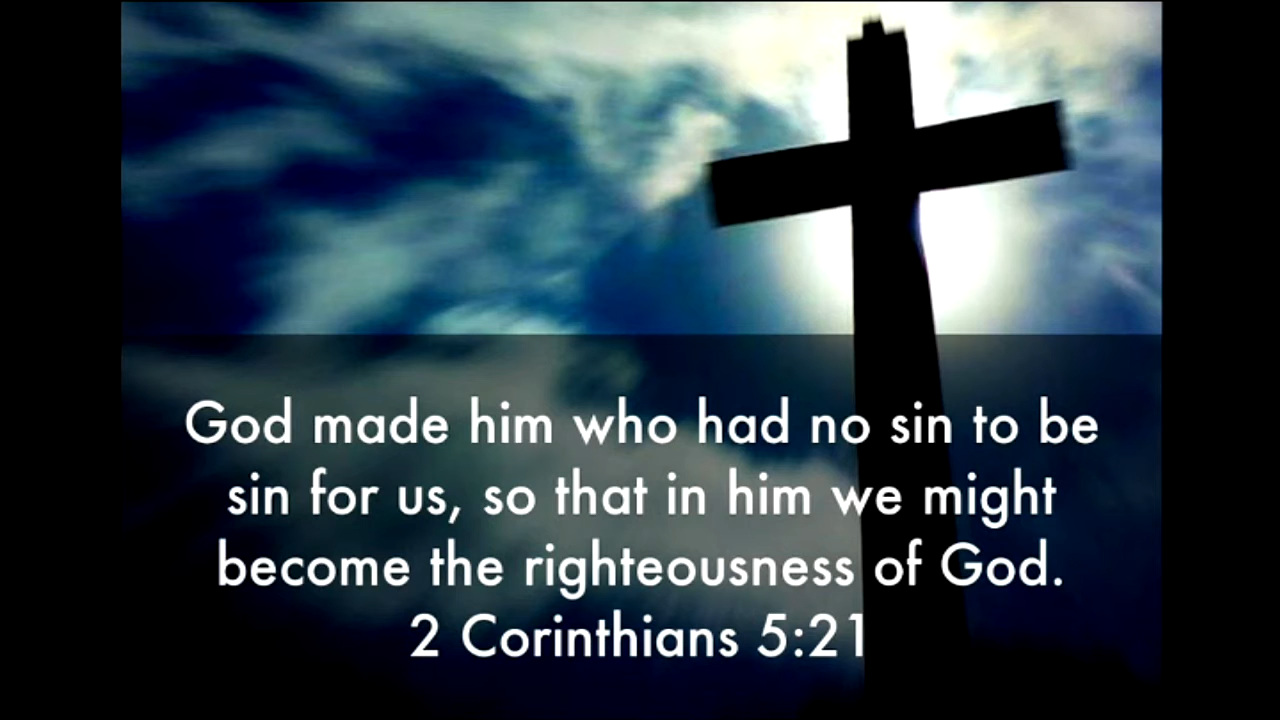 God made him who had no sin to be
sin for us, so that in him we might
become the righteousness of God.
2 Corinthians 5:21